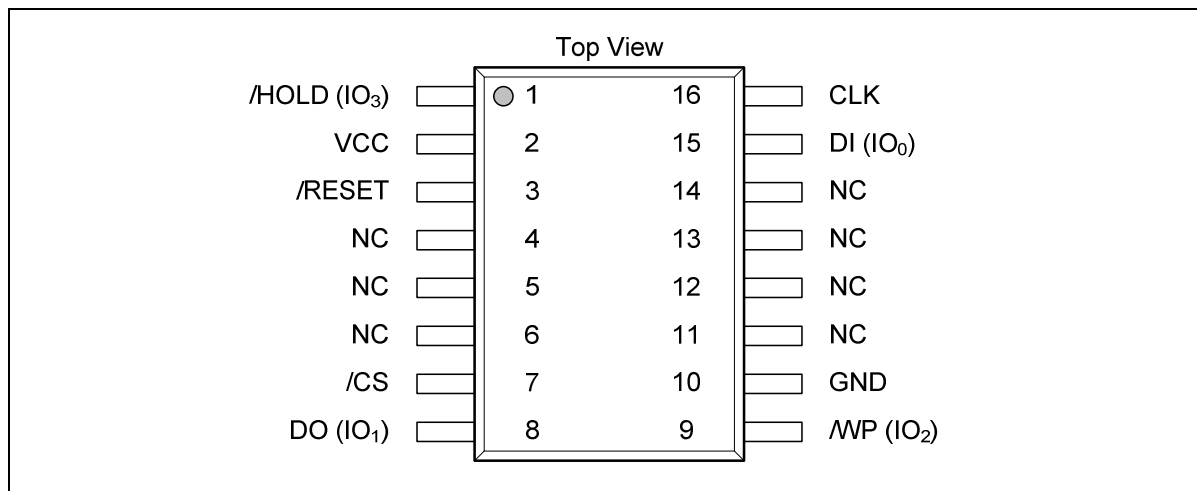 Top View
/HOLD (IO₃) 1 16 CLK
VCC 2 15 DI (IO₀)
/RESET 3 14 NC
NC 4 13 NC
NC 5 12 NC
NC 6 11 NC
/CS 7 10 GND
DO (IO₁) 8 9 /WP (IO₂)